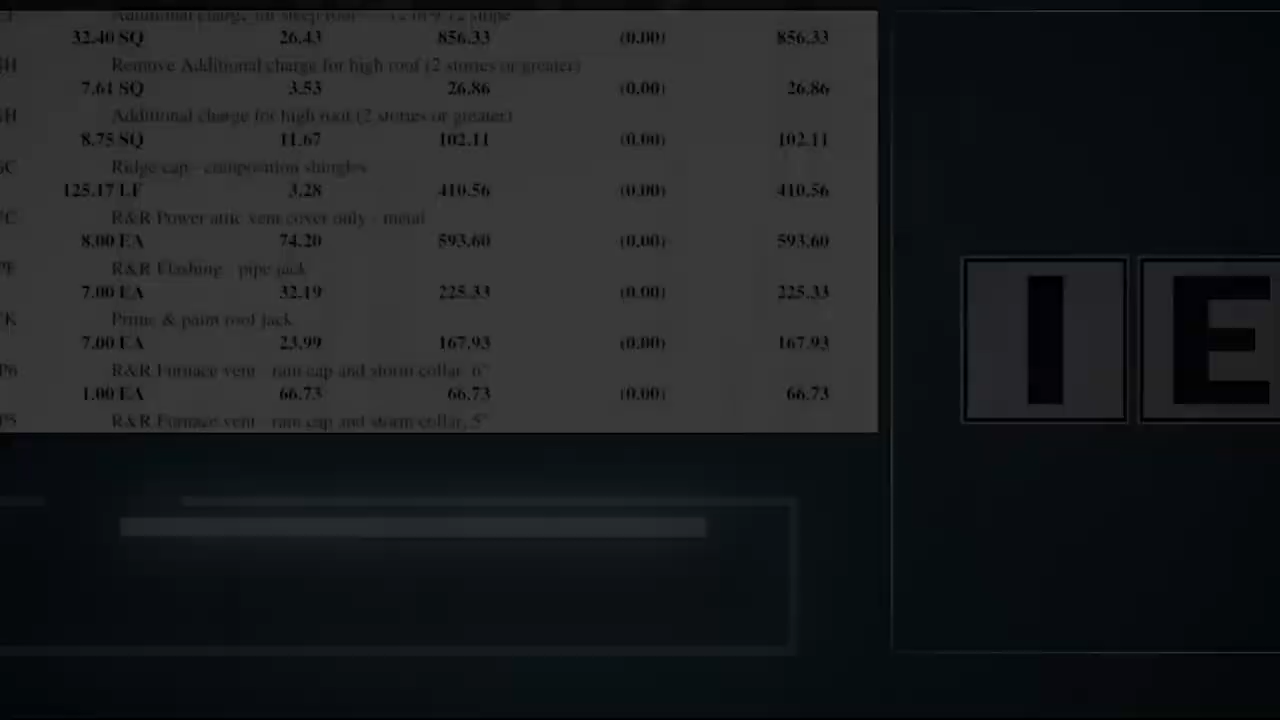 Additional charge for steep roof slope
32.40 SQ 26.43 856.33 (0.00) 856.33
Remove Additional charge for high roof (2 stories or greater)
7.61 SQ 3.53 26.86 (0.00) 26.86
Additional charge for high roof (2 stories or greater)
8.75 SQ 11.67 102.11 (0.00) 102.11
Ridge cap - composition shingles
125.17 LF 3.28 410.56 (0.00) 410.56
R&R Power attic vent cover only - metal
8.00 EA 74.20 593.60 (0.00) 593.60
R&R Flashing - pipe jack
7.00 EA 32.19 225.33 (0.00) 225.33
Prime & paint roof jack
7.00 EA 23.99 167.93 (0.00) 167.93
R&R Furnace vent - rain cap and storm collar, 6"
1.00 EA 66.73 66.73 (0.00) 66.73
R&R Furnace vent - rain cap and storm collar, 5"
I E